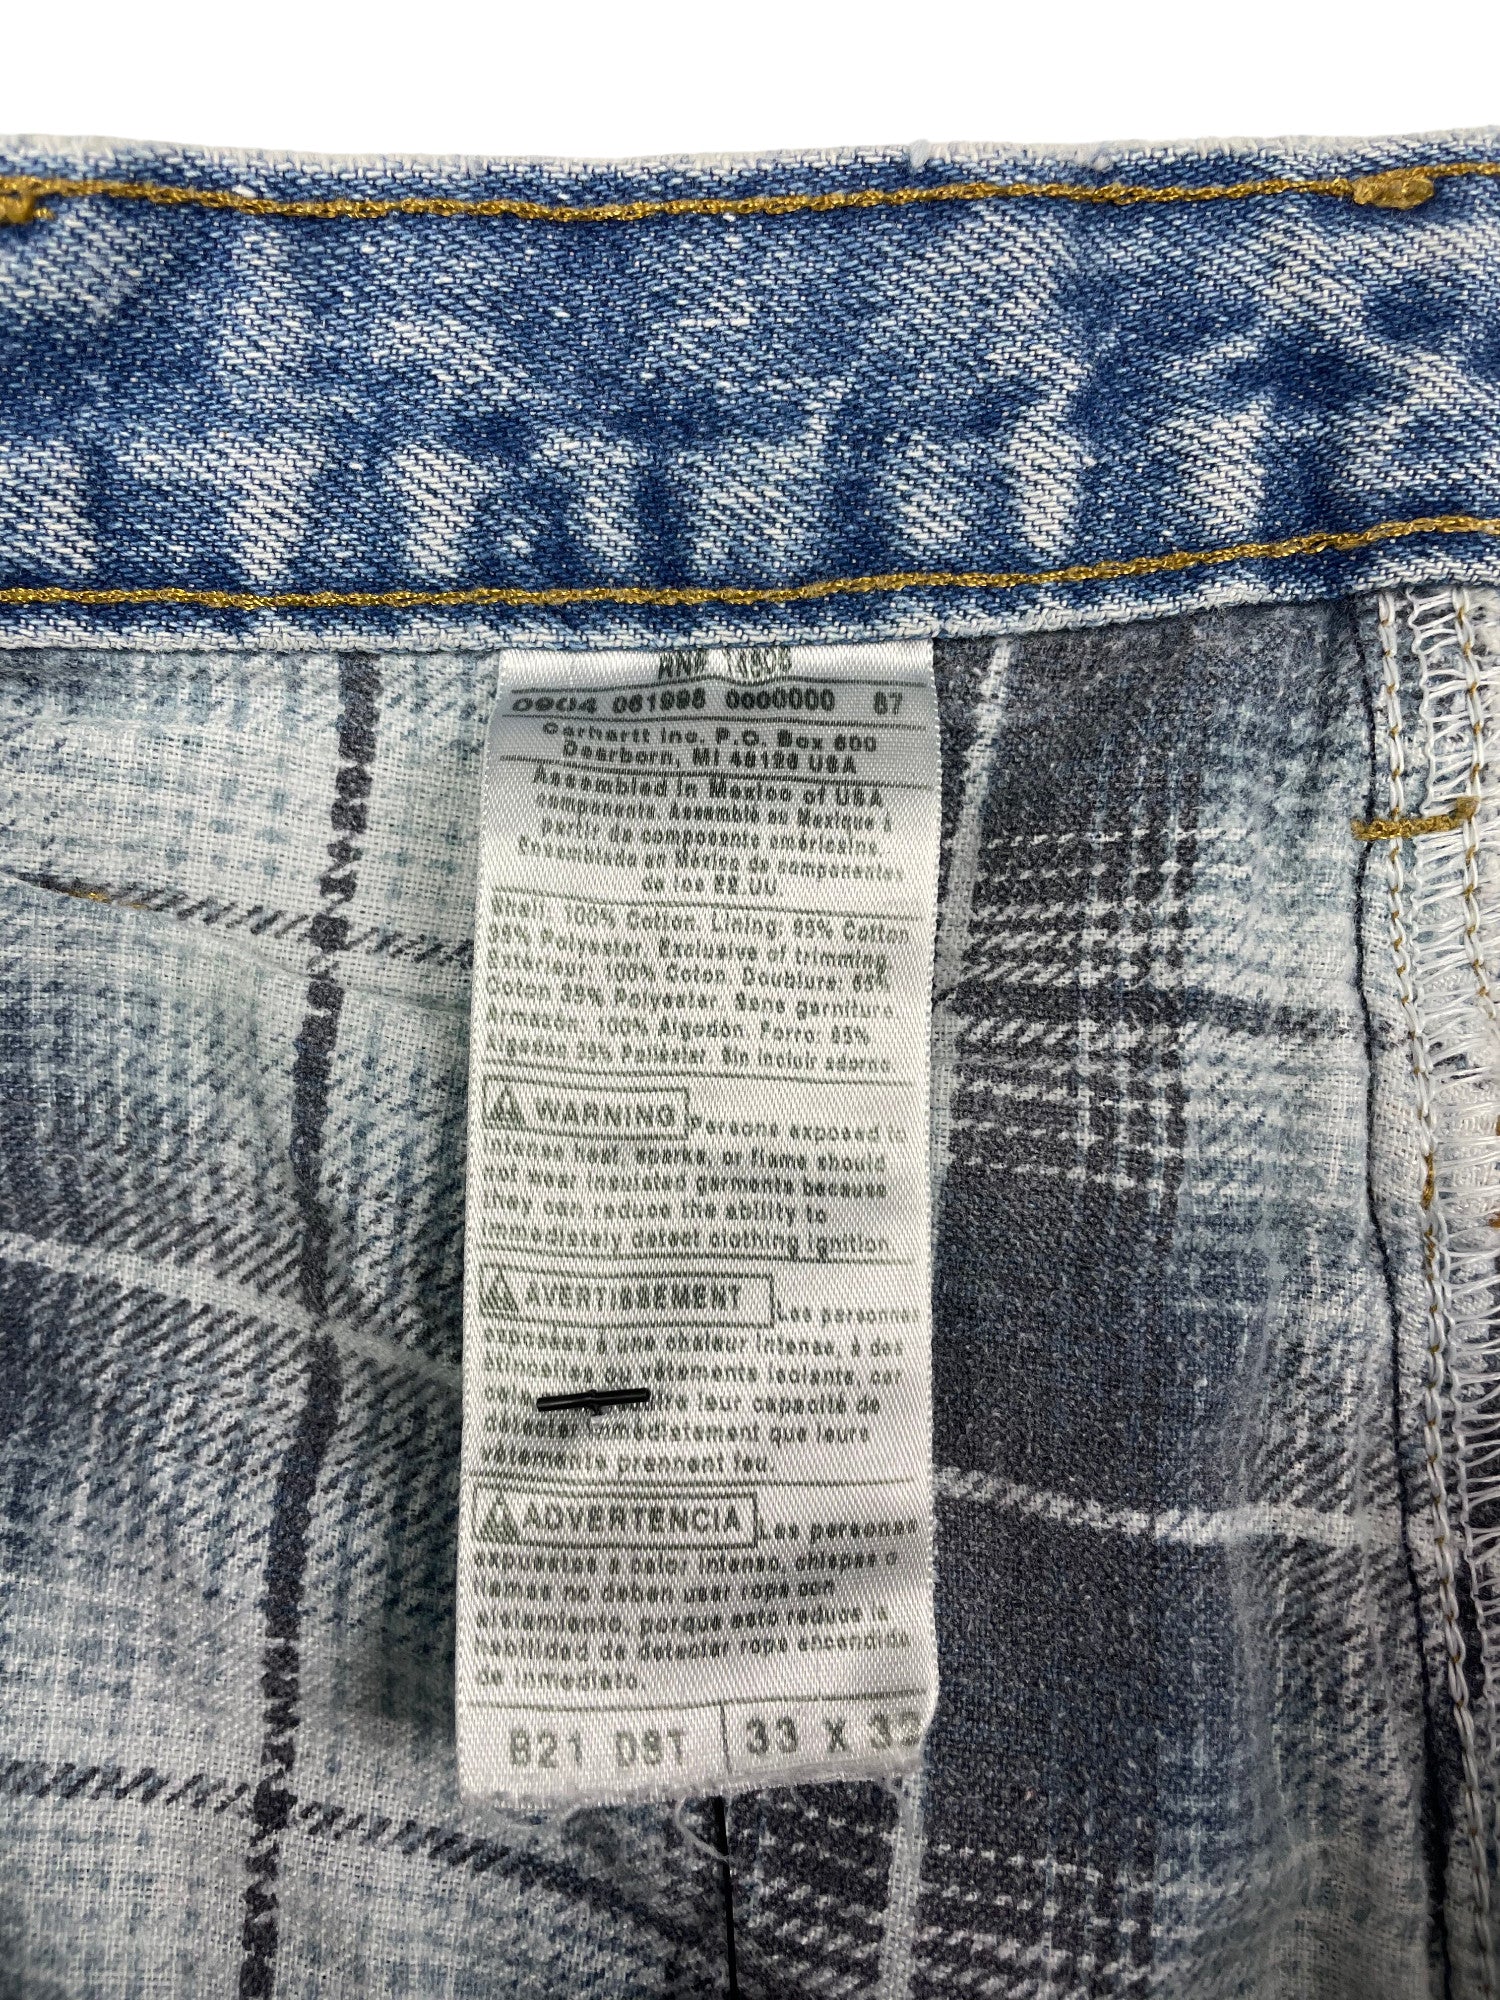 0904 061998 0000000 87
Carhartt Inc. P.O. Box 600
Dearborn, MI 48126 USA
Assembled in Mexico of USA
components. Assemblé au Mexique à
partir de composants américains.
Ensamblada en México de componentes
de los EE.UU.
Shell: 100% Cotton. Lining: 65% Cotton
35% Polyester. Exclusive of trimming
Extérieur: 100% Coton. Doublure: 65%
Coton 35% Polyester. Sans garniture
Armazón: 100% Algodón. Forro: 65%
Algodon 35% Poliéster. Sin incluir adorno.
WARNING Persons exposed to
intense heat, sparks, or flame should
not wear insulated garments because
they can reduce the ability to
immediately detect clothing ignition
AVERTISSEMENT Les personnes
exposées à une chaleur intense, à des
étincelles ou vêtements isolants, car
leur capacité de
détecter immédiatement que leurs
vêtements prennent feu.
ADVERTENCIA Las personas
expuestas a calor intenso, chispas o
llamas no deben usar ropa con
aislamiento, porque esto reduce la
habilidad de detectar ropa encendida
de inmediato.
B21 DST 33 X 32